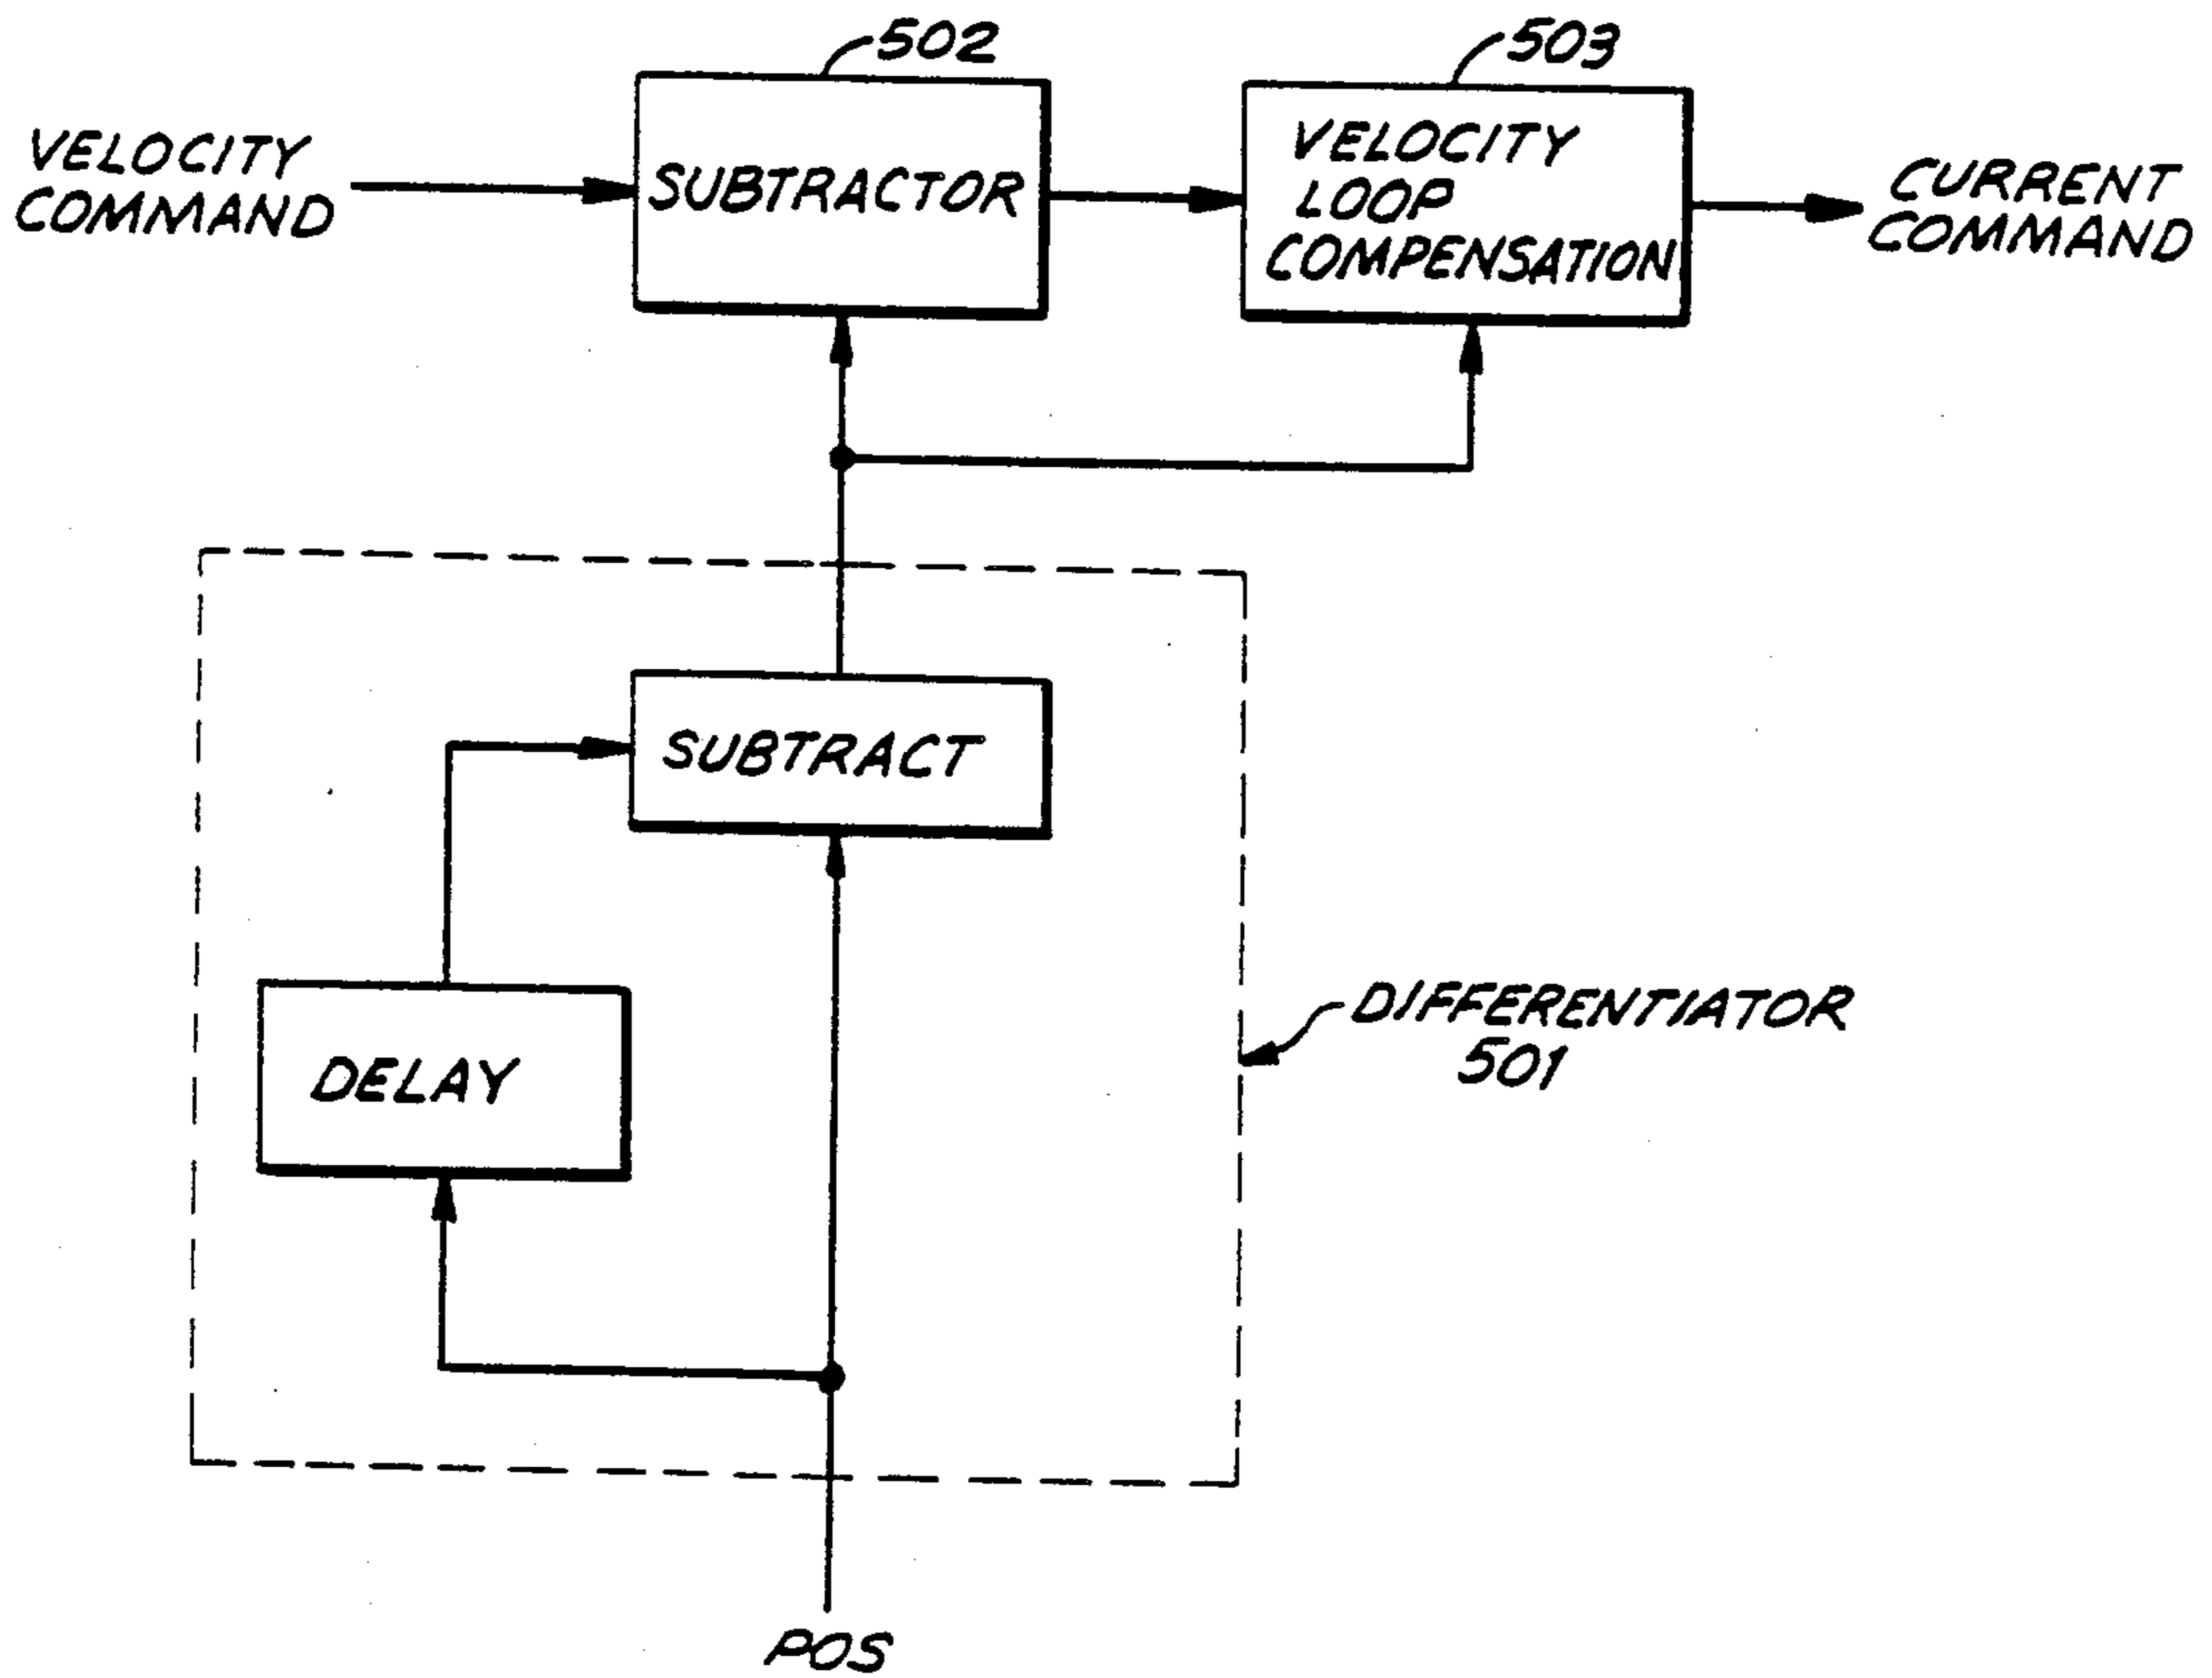 502
503
VELOCITY
COMMAND
SUBTRACTOR
VELOCITY
LOOP
COMPENSATION
CURRENT
COMMAND
SUBTRACT
DELAY
DIFFERENTIATOR
501
POS